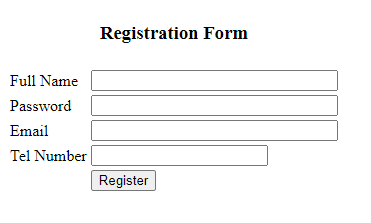 Registration Form
Full Name
Password
Email
Tel Number
Register